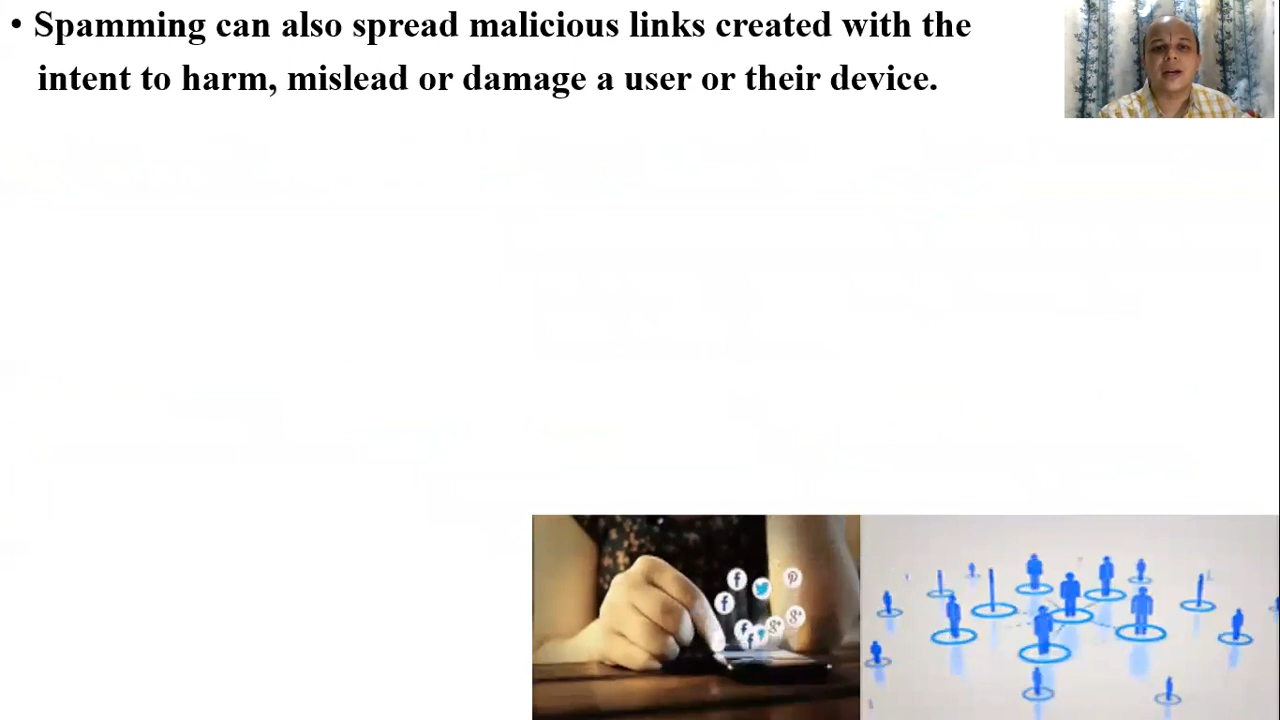 • Spamming can also spread malicious links created with the
intent to harm, mislead or damage a user or their device.